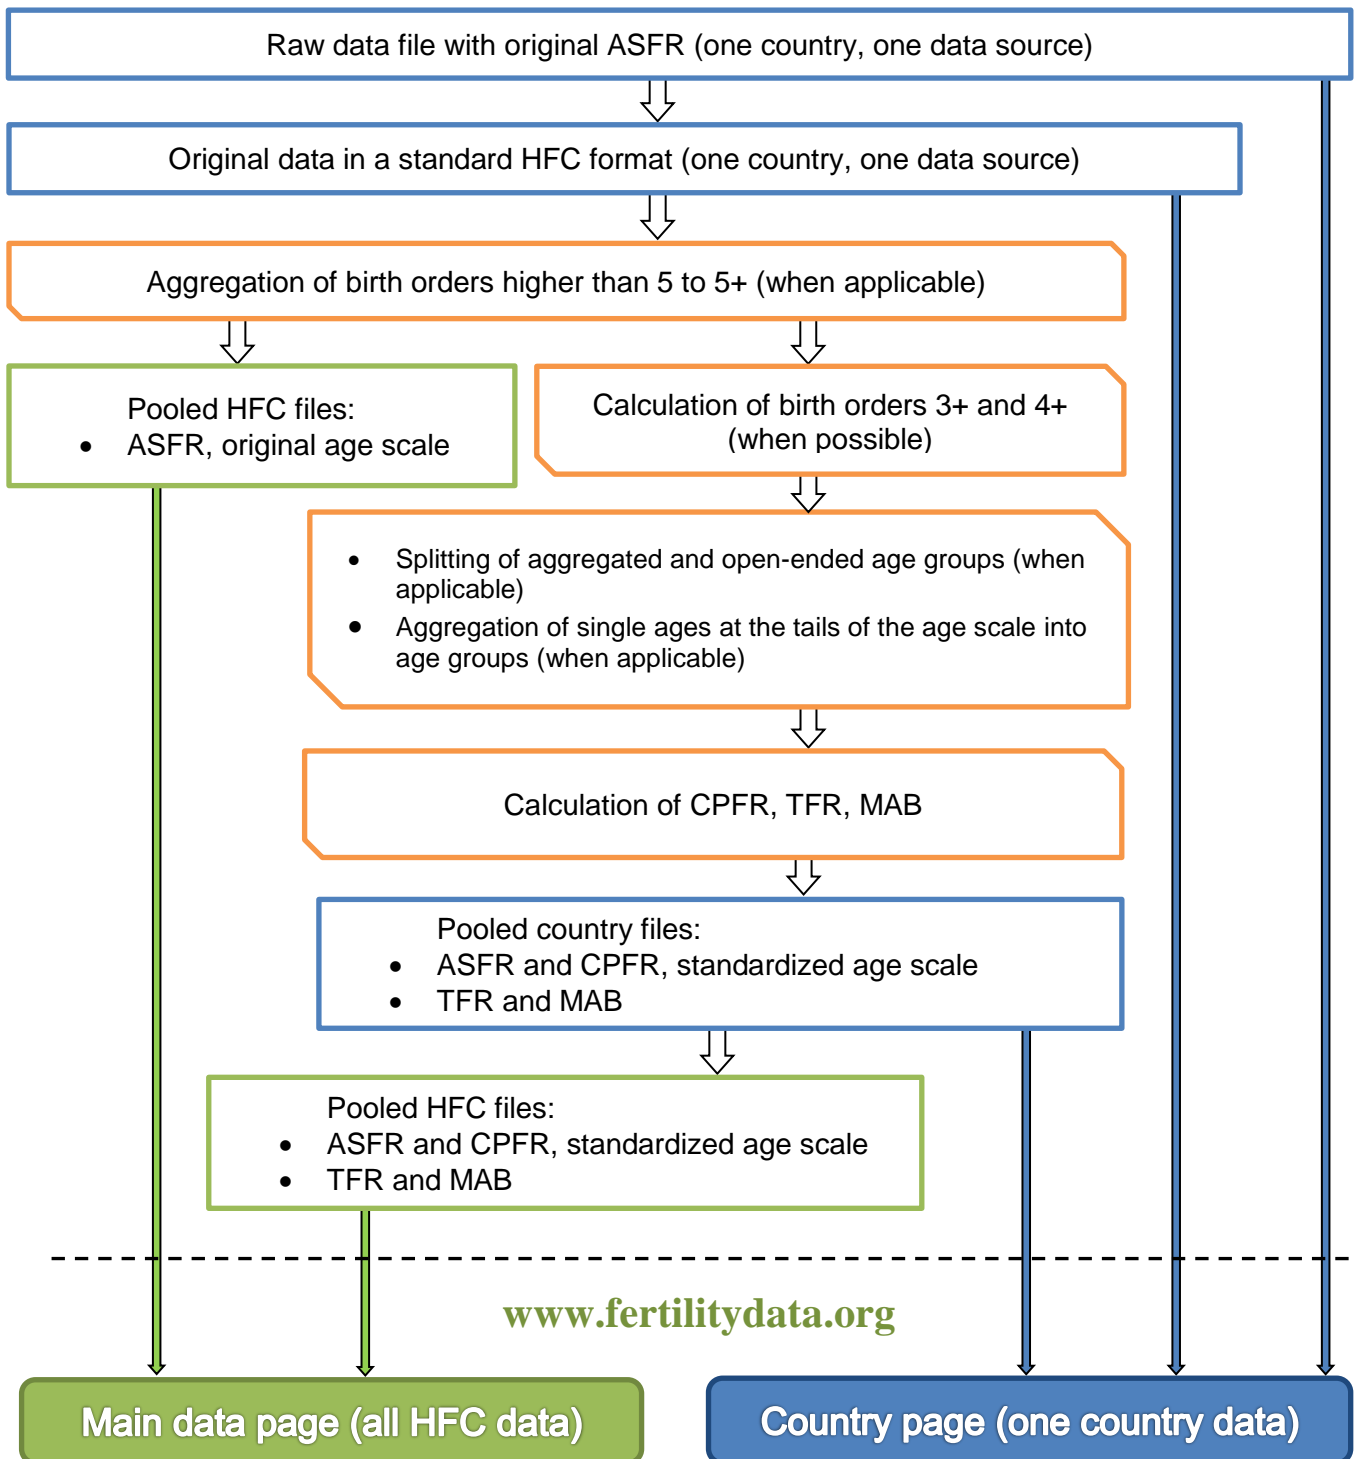 Raw data file with original ASFR (one country, one data source)
Original data in a standard HFC format (one country, one data source)
Aggregation of birth orders higher than 5 to 5+ (when applicable)
Pooled HFC files:
• ASFR, original age scale
Calculation of birth orders 3+ and 4+
(when possible)
• Splitting of aggregated and open-ended age groups (when
applicable)
• Aggregation of single ages at the tails of the age scale into
age groups (when applicable)
Calculation of CPFR, TFR, MAB
Pooled country files:
• ASFR and CPFR, standardized age scale
• TFR and MAB
Pooled HFC files:
• ASFR and CPFR, standardized age scale
• TFR and MAB
www.fertilitydata.org
Main data page (all HFC data)
Country page (one country data)